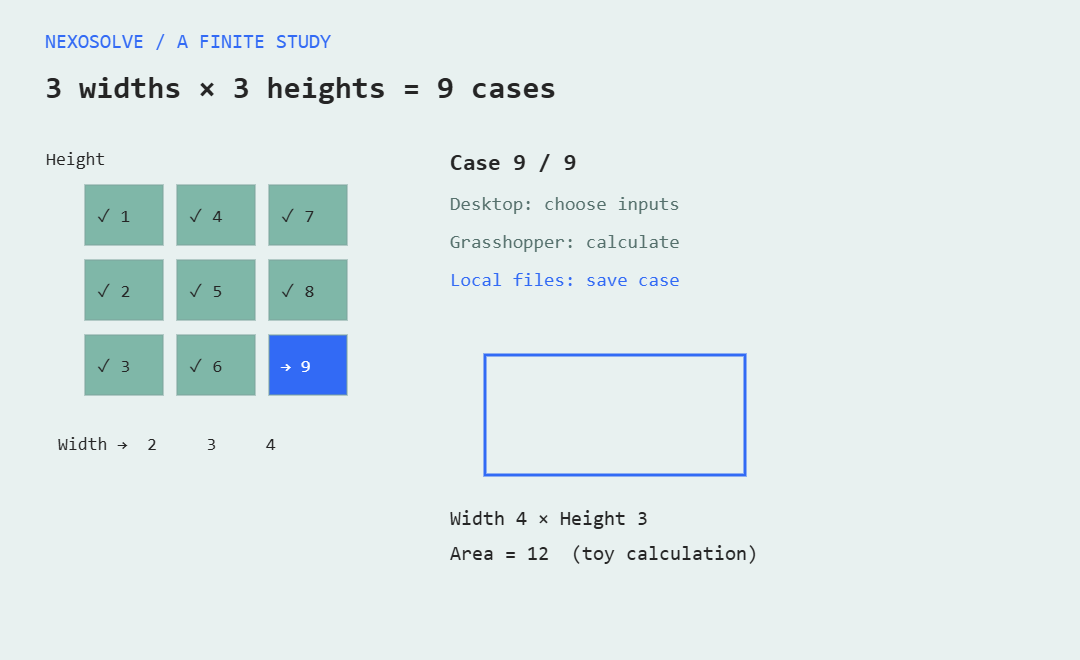 NEXOSOLVE / A FINITE STUDY
3 widths × 3 heights = 9 cases
Height
✓ 1 ✓ 4 ✓ 7
✓ 2 ✓ 5 ✓ 8
✓ 3 ✓ 6 → 9
Width → 2 3 4
Case 9 / 9
Desktop: choose inputs
Grasshopper: calculate
Local files: save case
Width 4 × Height 3
Area = 12 (toy calculation)